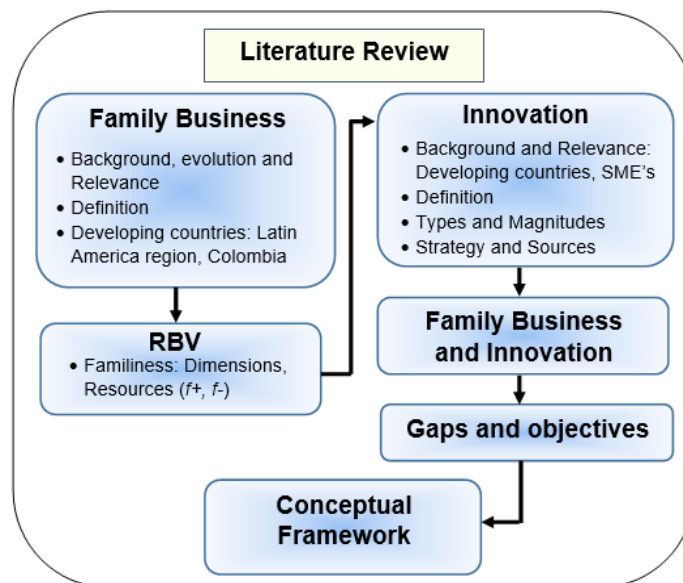 Literature Review
Family Business
• Background, evolution and
Relevance
• Definition
• Developing countries: Latin
America region, Colombia
RBV
• Familiness: Dimensions,
Resources (f+, f-)
Innovation
• Background and Relevance:
Developing countries, SME's
• Definition
• Types and Magnitudes
• Strategy and Sources
Family Business
and Innovation
Gaps and objectives
Conceptual
Framework